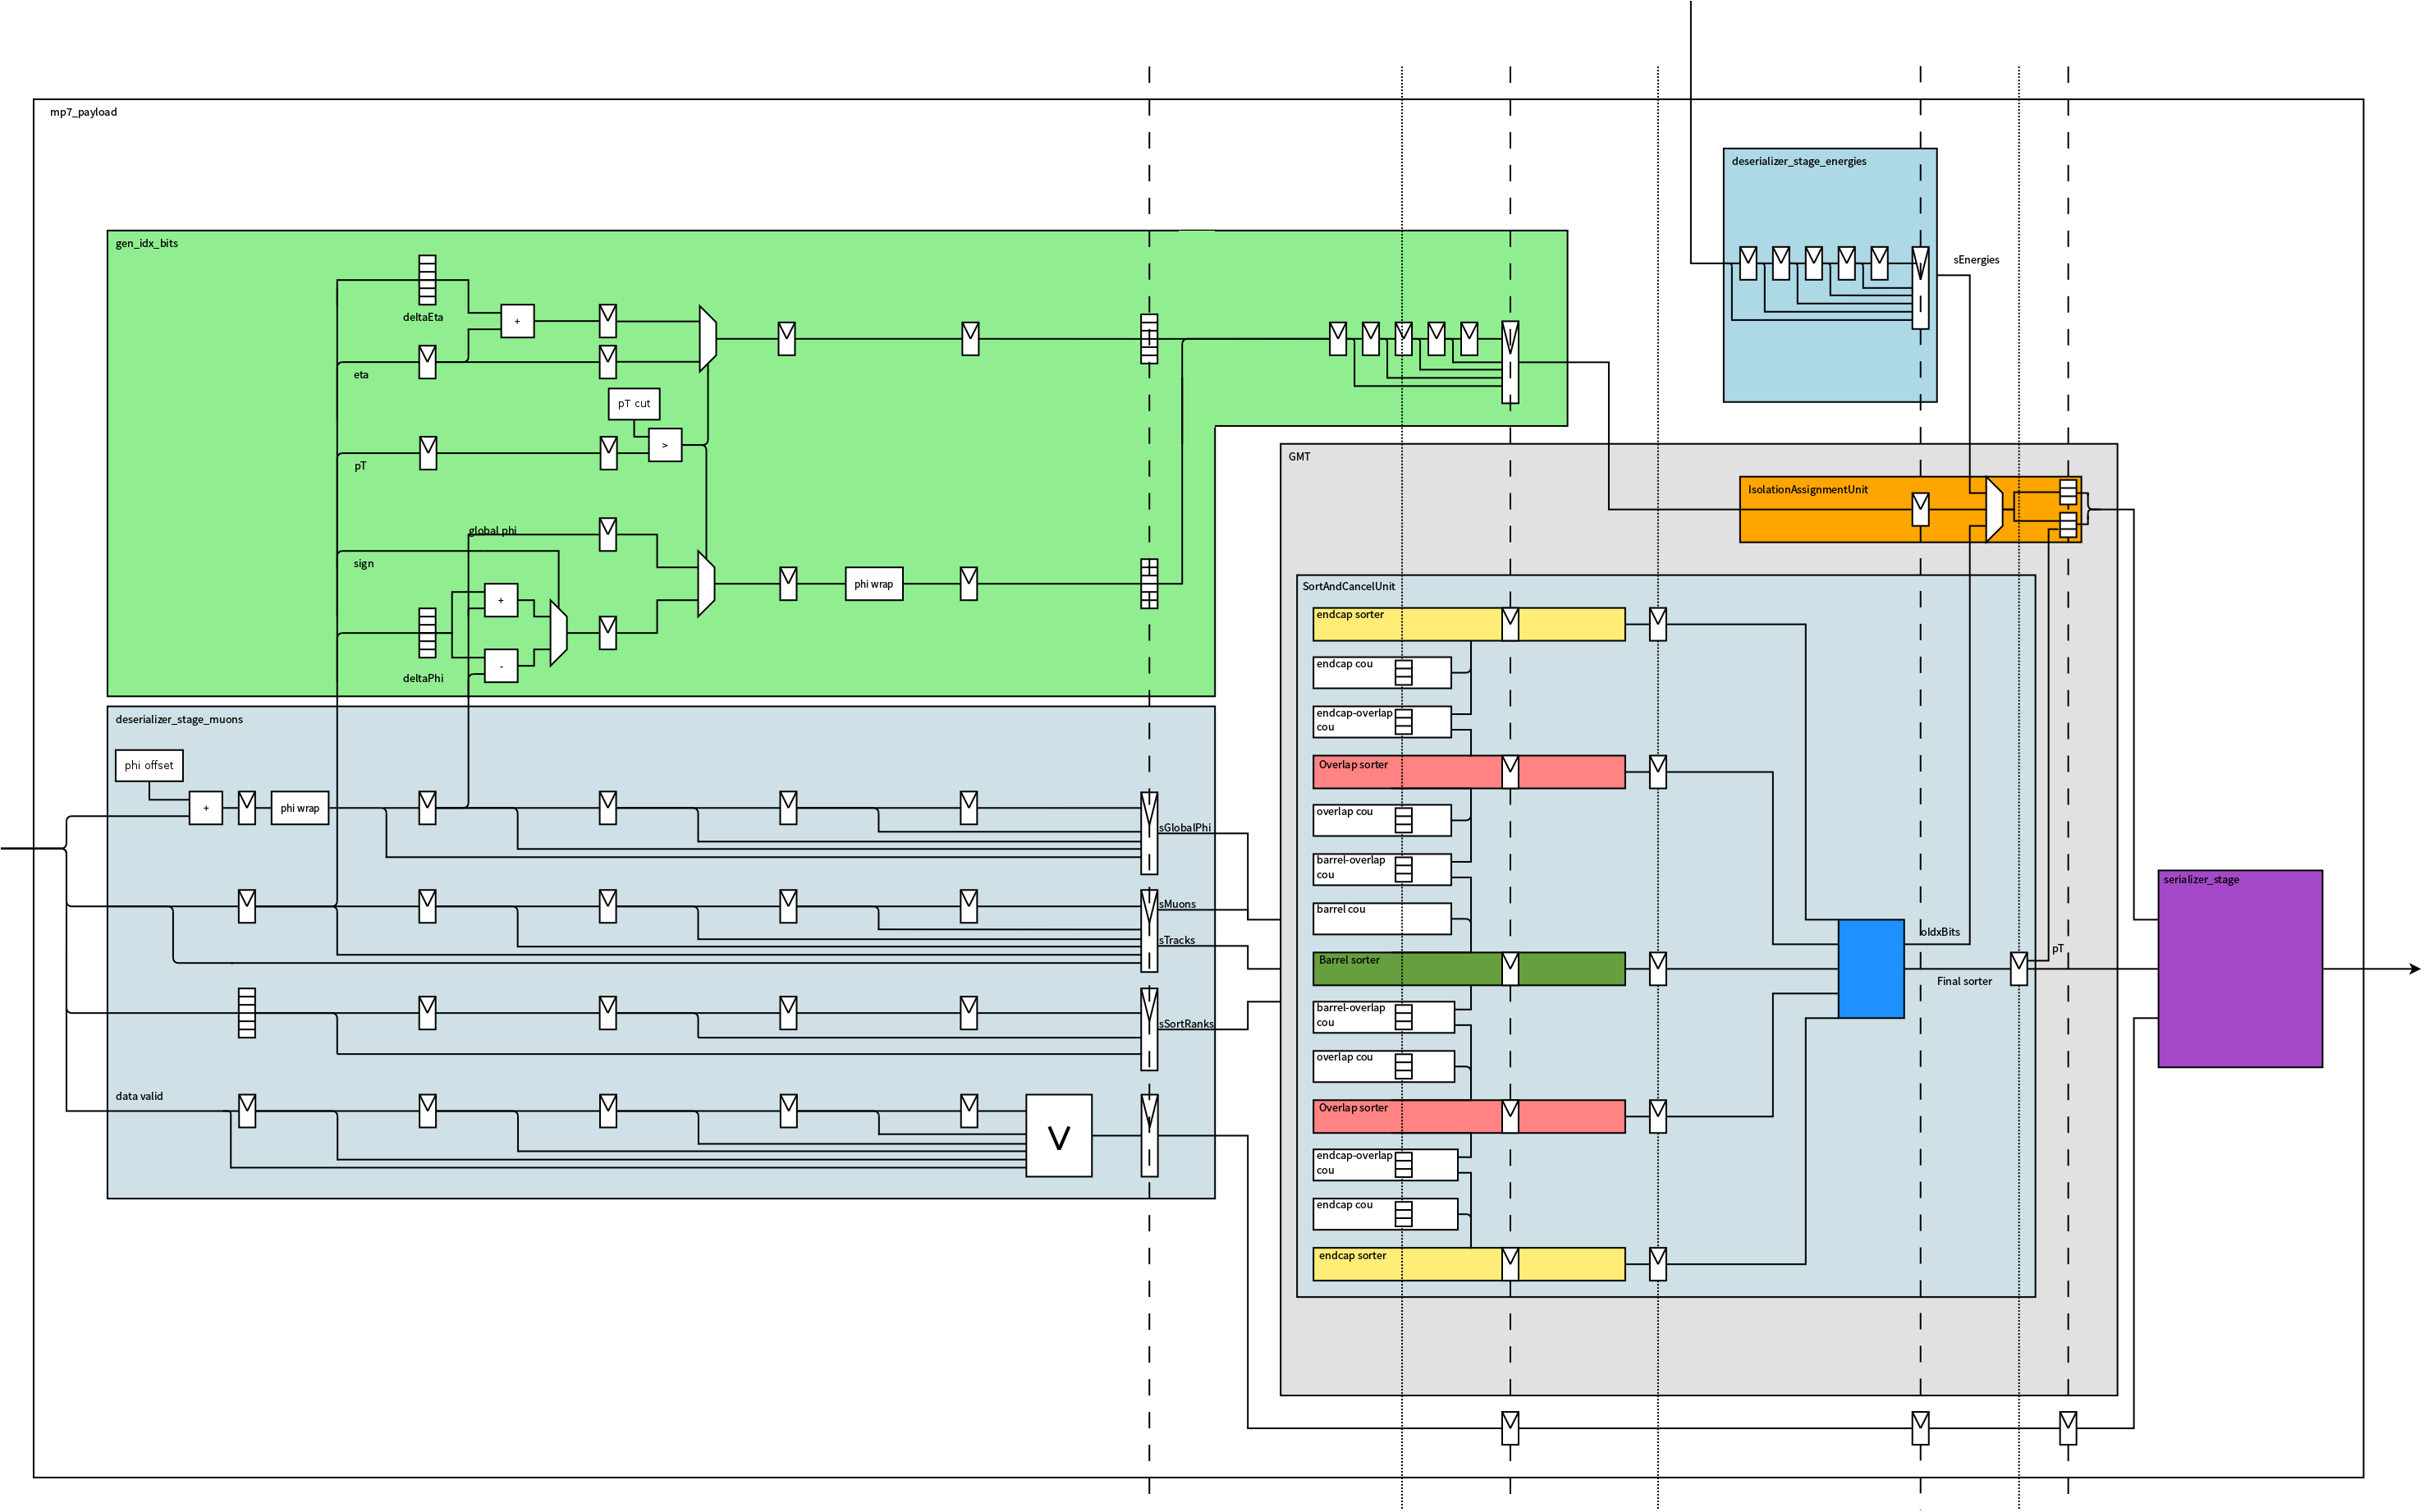 mp7_payload
deserializer_stage_energies
sEnergies
gen_idx_bits
deltaEta
+
eta
pT cut
>
pT
global phi
sign
+
-
deltaPhi
phi wrap
GMT
IsolationAssignmentUnit
SortAndCancelUnit
endcap sorter
endcap cou
endcap-overlap
cou
Overlap sorter
overlap cou
barrel-overlap
cou
barrel cou
Barrel sorter
barrel-overlap
cou
overlap cou
Overlap sorter
endcap-overlap
cou
endcap cou
endcap sorter
oIdxBits
pT
Final sorter
serializer_stage
deserializer_stage_muons
phi offset
+
phi wrap
sGlobalPhi
sMuons
sTracks
sSortRanks
data valid
V